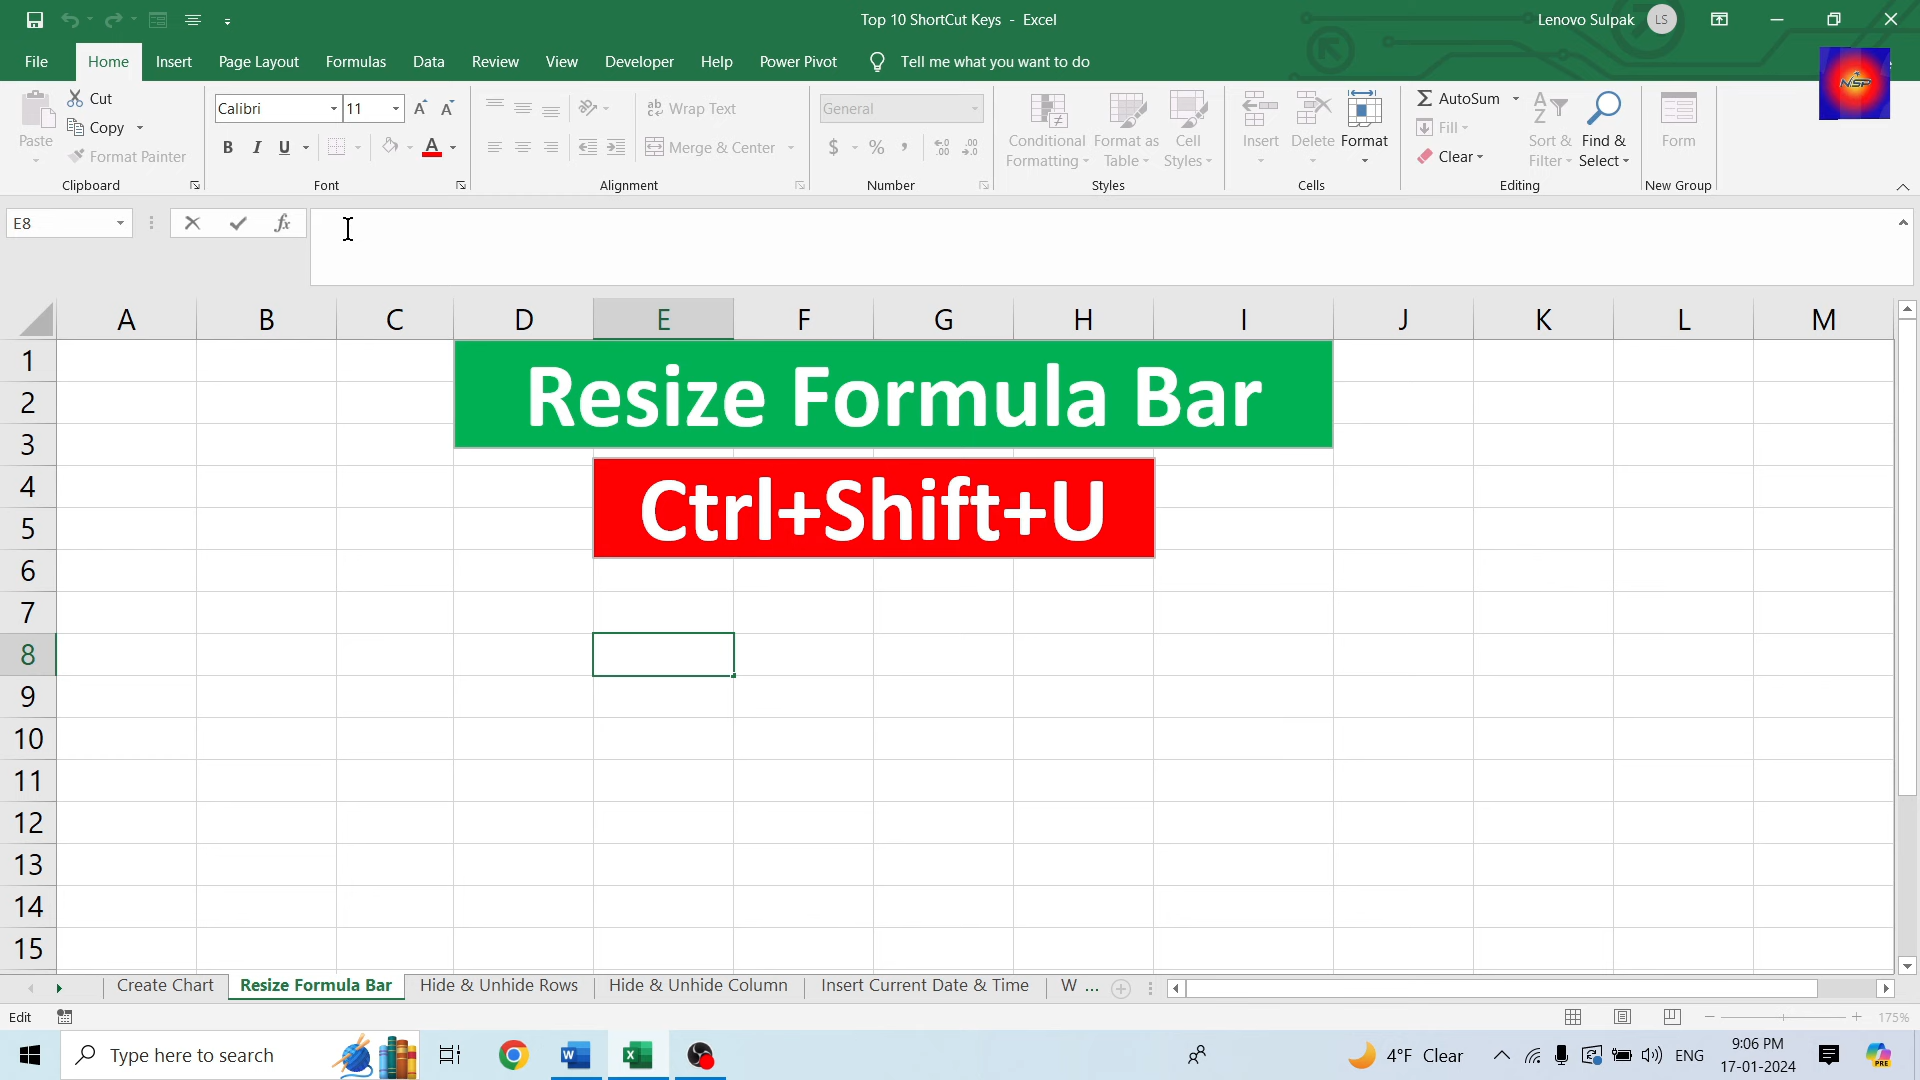 Top 10 ShortCut Keys - Excel
Lenovo Sulpak LS
File Home Insert Page Layout Formulas Data Review View Developer Help Power Pivot Tell me what you want to do
NSP
Paste
Cut
Copy
Format Painter
Clipboard
Calibri 11
B I U
Font
Wrap Text
Merge & Center
Alignment
General
$ % ,
Number
Conditional Formatting
Format as Table
Cell Styles
Styles
Insert Delete Format
Cells
AutoSum
Fill
Clear
Sort & Filter
Find & Select
Editing
Form
New Group
E8
fx
A B C D E F G H I J K L M
1
2
3
4
5
6
7
8
9
10
11
12
13
14
15
Resize Formula Bar
Ctrl+Shift+U
Create Chart Resize Formula Bar Hide & Unhide Rows Hide & Unhide Column Insert Current Date & Time W ...
Edit
175%
Type here to search
4°F Clear
ENG
9:06 PM
17-01-2024
PRE